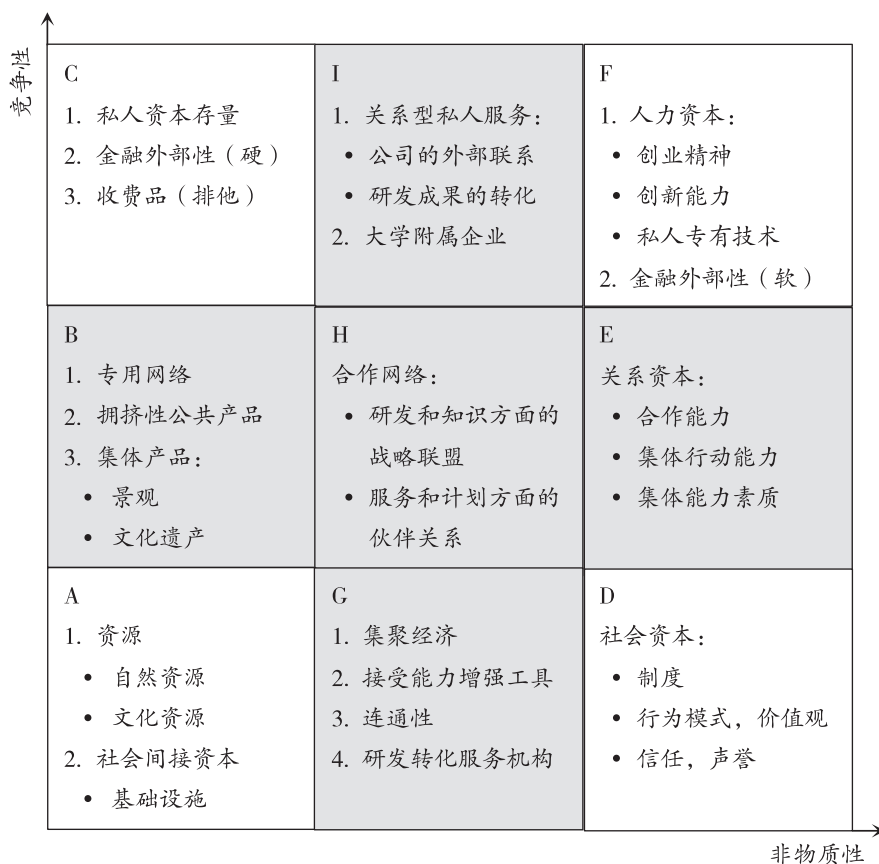 竞争性
C
1. 私人资本存量
2. 金融外部性（硬）
3. 收费品（排他）
I
1. 关系型私人服务：
• 公司的外部联系
• 研发成果的转化
2. 大学附属企业
F
1. 人力资本：
• 创业精神
• 创新能力
• 私人专有技术
2. 金融外部性（软）
B
1. 专用网络
2. 拥挤性公共产品
3. 集体产品：
• 景观
• 文化遗产
H
合作网络：
• 研发和知识方面的
战略联盟
• 服务和计划方面的
伙伴关系
E
关系资本：
• 合作能力
• 集体行动能力
• 集体能力素质
A
1. 资源
• 自然资源
• 文化资源
2. 社会间接资本
• 基础设施
G
1. 集聚经济
2. 接受能力增强工具
3. 连通性
4. 研发转化服务机构
D
社会资本：
• 制度
• 行为模式，价值观
• 信任，声誉
非物质性